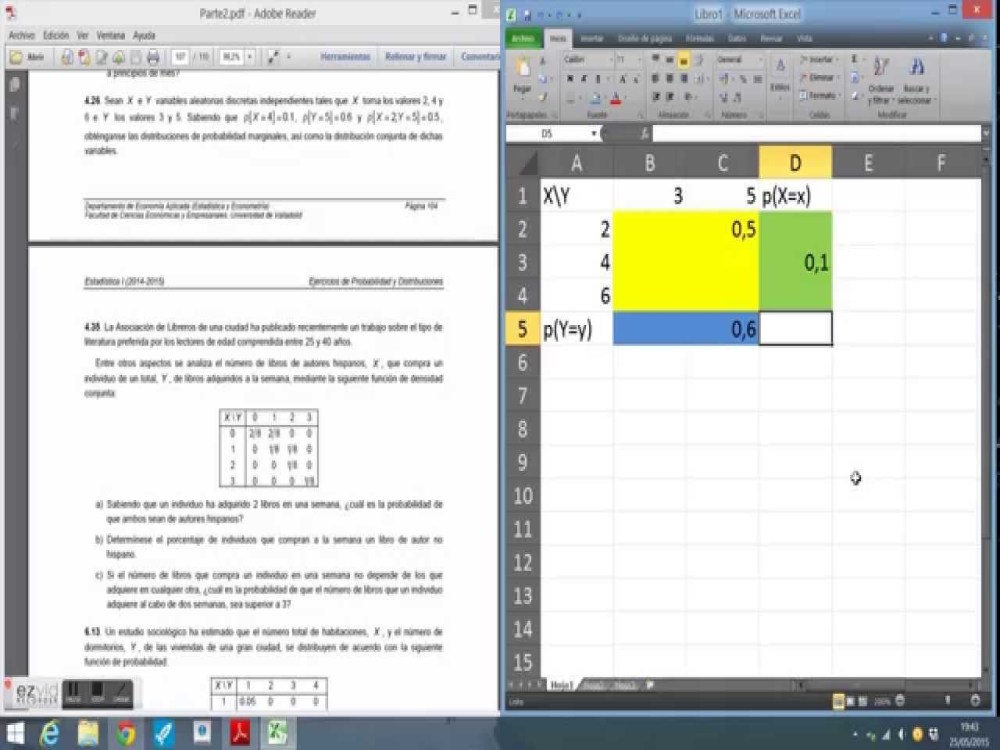 Parte2.pdf - Adobe Reader
Archivo Edición Ver Ventana Ayuda
Abrir
Herramientas Rellenar y firmar Comentario
a principios de mes?
4.26 Sean X e Y variables aleatorias discretas independientes tales que X toma los valores 2, 4 y
6 e Y los valores 3 y 5. Sabiendo que p[X=4]=0.1, p[Y=5]=0.6 y p[X=2,Y=5]=0.5,
obténganse las distribuciones de probabilidad marginales, así como la distribución conjunta de dichas
variables.
Departamento de Economía Aplicada (Estadística y Econometría) Página 104
Facultad de Ciencias Económicas y Empresariales. Universidad de Valladolid
Estadística I (2014-2015) Ejercicios de Probabilidad y Distribuciones
4.35 La Asociación de Libreros de una ciudad ha publicado recientemente un trabajo sobre el tipo de
literatura preferida por los lectores de edad comprendida entre 25 y 40 años.
Entre otros aspectos se analiza el número de libros de autores hispanos, X, que compra un
individuo de un total, Y, de libros adquiridos a la semana, mediante la siguiente función de densidad
conjunta:
X\Y 0 1 2 3
0 2/8 2/8 0 0
1 0 1/8 1/8 0
2 0 0 1/8 0
3 0 0 0 1/8
a) Sabiendo que un individuo ha adquirido 2 libros en una semana, ¿cuál es la probabilidad de
que ambos sean de autores hispanos?
b) Determínese el porcentaje de individuos que compran a la semana un libro de autor no
hispano.
c) Si el número de libros que compra un individuo en una semana no depende de los que
adquiere en cualquier otra, ¿cuál es la probabilidad de que el número de libros que un individuo
adquiere al cabo de dos semanas, sea superior a 3?
6.13 Un estudio sociológico ha estimado que el número total de habitaciones, X, y el número de
dormitorios, Y, de las viviendas de una gran ciudad, se distribuyen de acuerdo con la siguiente
función de probabilidad:
X\Y 1 2 3 4
1 0.05 0 0 0
ezvid
RECORDER
Libro1 - Microsoft Excel
Archivo Inicio Insertar Diseño de página Fórmulas Datos Revisar Vista
Calibri 11 General
Pegar Estilos Insertar Eliminar Formato Ordenar y filtrar Buscar y seleccionar
Portapapeles Fuente Alineación Número Celdas Modificar
D5 fx
A B C D E F
1 X\Y 3 5 p(X=x)
2 2 0,5
3 4 0,1
4 6
5 p(Y=y) 0,6
6
7
8
9
10
11
12
13
14
15
Hoja1 Hoja2 Hoja3
Listo 200%
19:43
25/05/2015